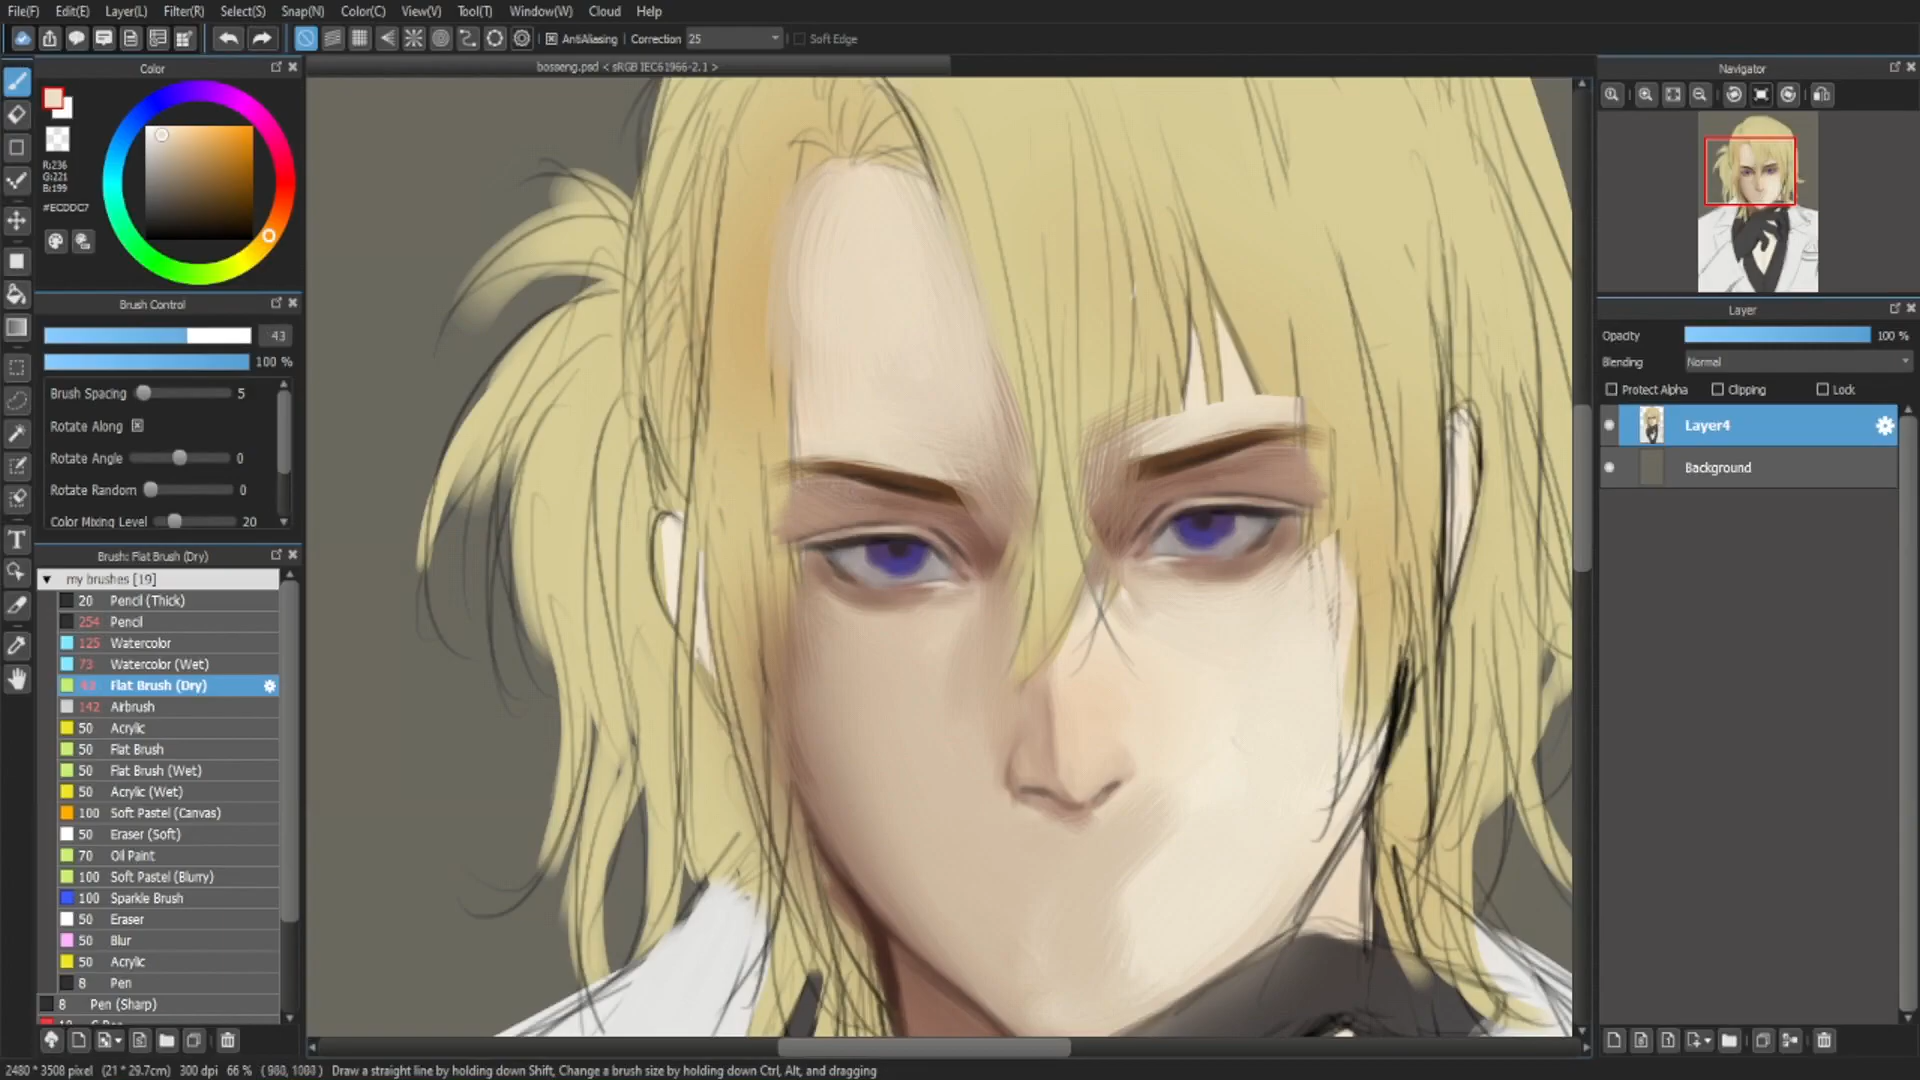 File(F) Edit(E) Layer(L) Filter(R) Select(S) Snap(N) Color(C) View(V) Tool(T) Window(W) Cloud Help
AntiAliasing Correction 25 Soft Edge
Color
bosseng.psd < sRGB IEC61966-2.1 >
Navigator
R:236
G:221
B:199
#ECDDC7
Brush Control
43
100 %
Brush Spacing 5
Rotate Along
Rotate Angle 0
Rotate Random 0
Color Mixing Level 20
Brush: Flat Brush (Dry)
my brushes [19]
20 Pencil (Thick)
254 Pencil
125 Watercolor
73 Watercolor (Wet)
43 Flat Brush (Dry)
142 Airbrush
50 Acrylic
50 Flat Brush
50 Flat Brush (Wet)
50 Acrylic (Wet)
100 Soft Pastel (Canvas)
50 Eraser (Soft)
70 Oil Paint
100 Soft Pastel (Blurry)
100 Sparkle Brush
50 Eraser
50 Blur
50 Acrylic
8 Pen
8 Pen (Sharp)
Layer
Opacity 100 %
Blending Normal
Protect Alpha Clipping Lock
Layer4
Background
2480 * 3508 pixel (21 * 29.7cm) 300 dpi 66 % Draw a straight line by holding down Shift, Change a brush size by holding down Ctrl, Alt, and dragging